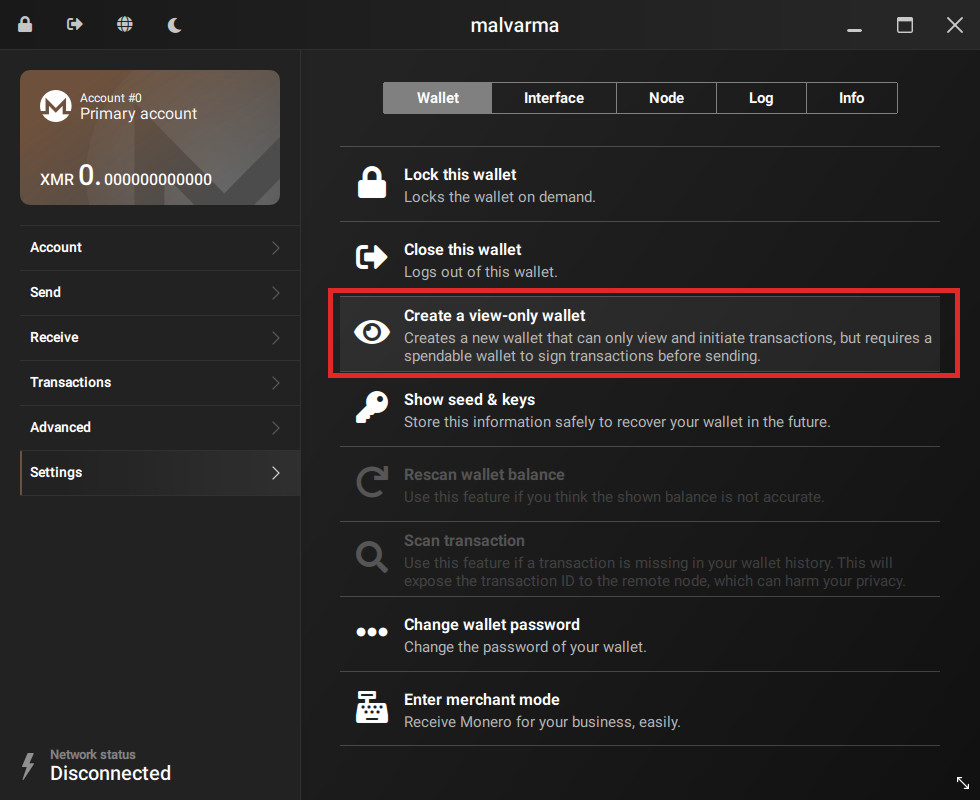 malvarma
Account #0
Primary account
XMR 0.000000000000
Account
Send
Receive
Transactions
Advanced
Settings
Network status
Disconnected
Wallet
Interface
Node
Log
Info
Lock this wallet
Locks the wallet on demand.
Close this wallet
Logs out of this wallet.
Create a view-only wallet
Creates a new wallet that can only view and initiate transactions, but requires a
spendable wallet to sign transactions before sending.
Show seed & keys
Store this information safely to recover your wallet in the future.
Rescan wallet balance
Use this feature if you think the shown balance is not accurate.
Scan transaction
Use this feature if a transaction is missing in your wallet history. This will
expose the transaction ID to the remote node, which can harm your privacy.
Change wallet password
Change the password of your wallet.
Enter merchant mode
Receive Monero for your business, easily.